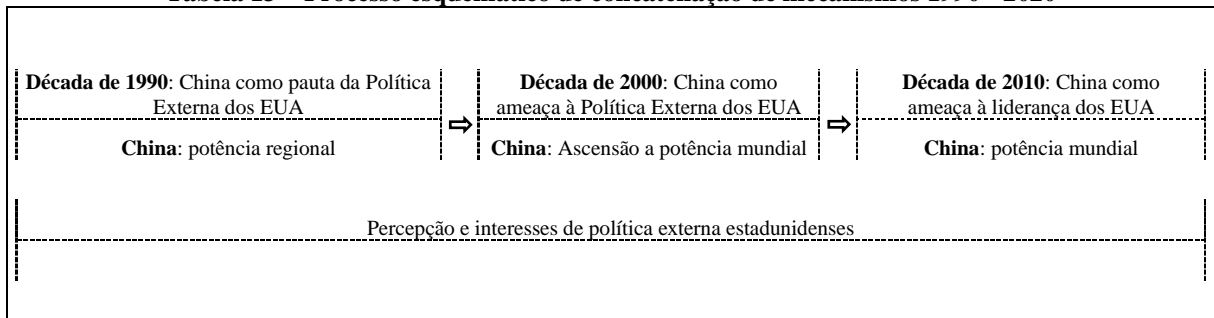 Década de 1990: China como pauta da Política
Externa dos EUA
China: potência regional
⇨
Década de 2000: China como
ameaça à Política Externa dos EUA
China: Ascensão a potência mundial
⇨
Década de 2010: China como
ameaça à liderança dos EUA
China: potência mundial
Percepção e interesses de política externa estadunidenses